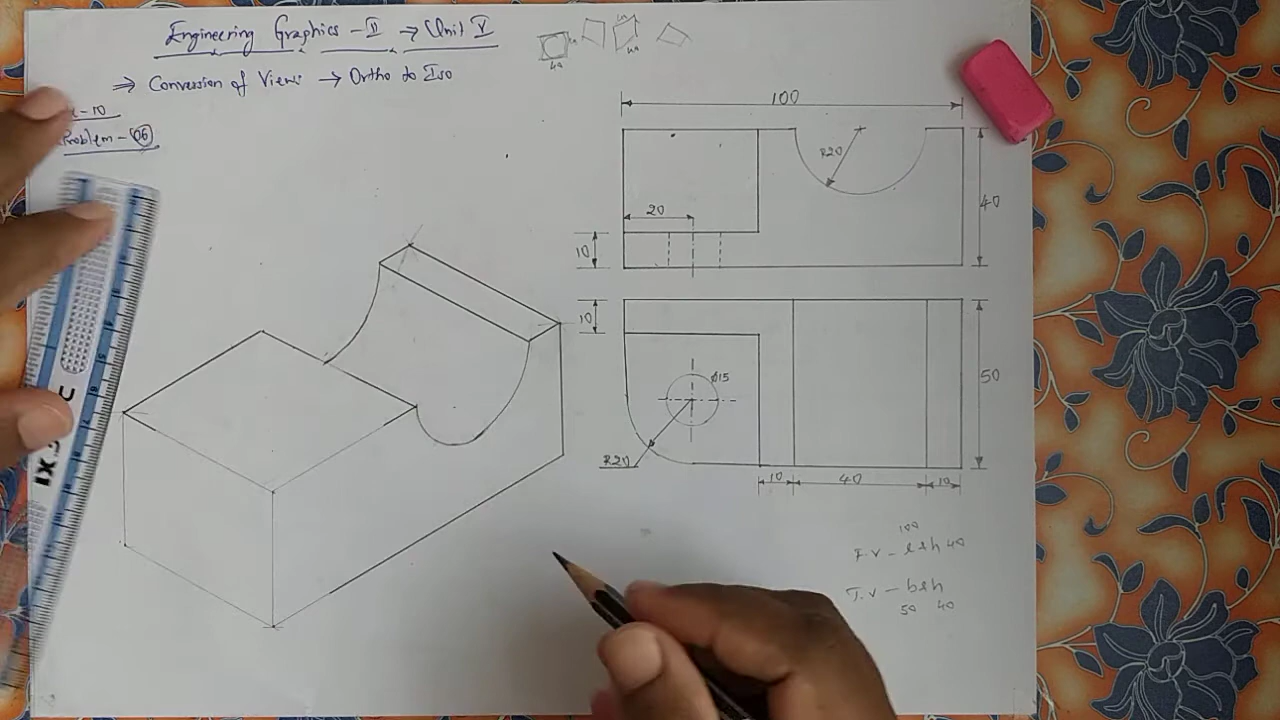 Engineering Graphics - II → Unit V
⇒ Conversion of Views → Ortho to Iso
- 10
Problem - 06
100
R20
40
20
10
10
Ø15
50
R20
10
40
10
100
F.V - l & h 40
T.V - b & h
50 40